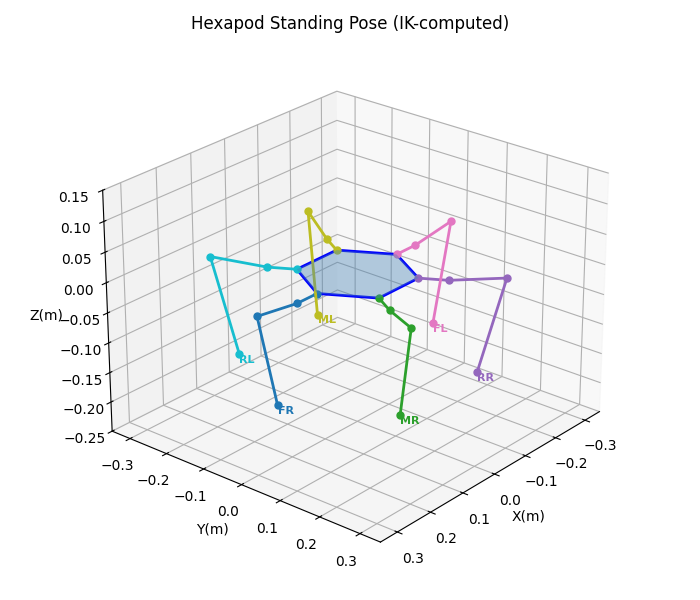 Hexapod Standing Pose (IK-computed)
0.15
0.10
0.05
0.00
−0.05
−0.10
−0.15
−0.20
−0.25
Z(m)
ML
FL
RL
RR
FR
MR
−0.3
−0.2
−0.1
0.0
0.1
0.2
0.3
Y(m)
−0.3
−0.2
−0.1
0.0
0.1
0.2
0.3
X(m)